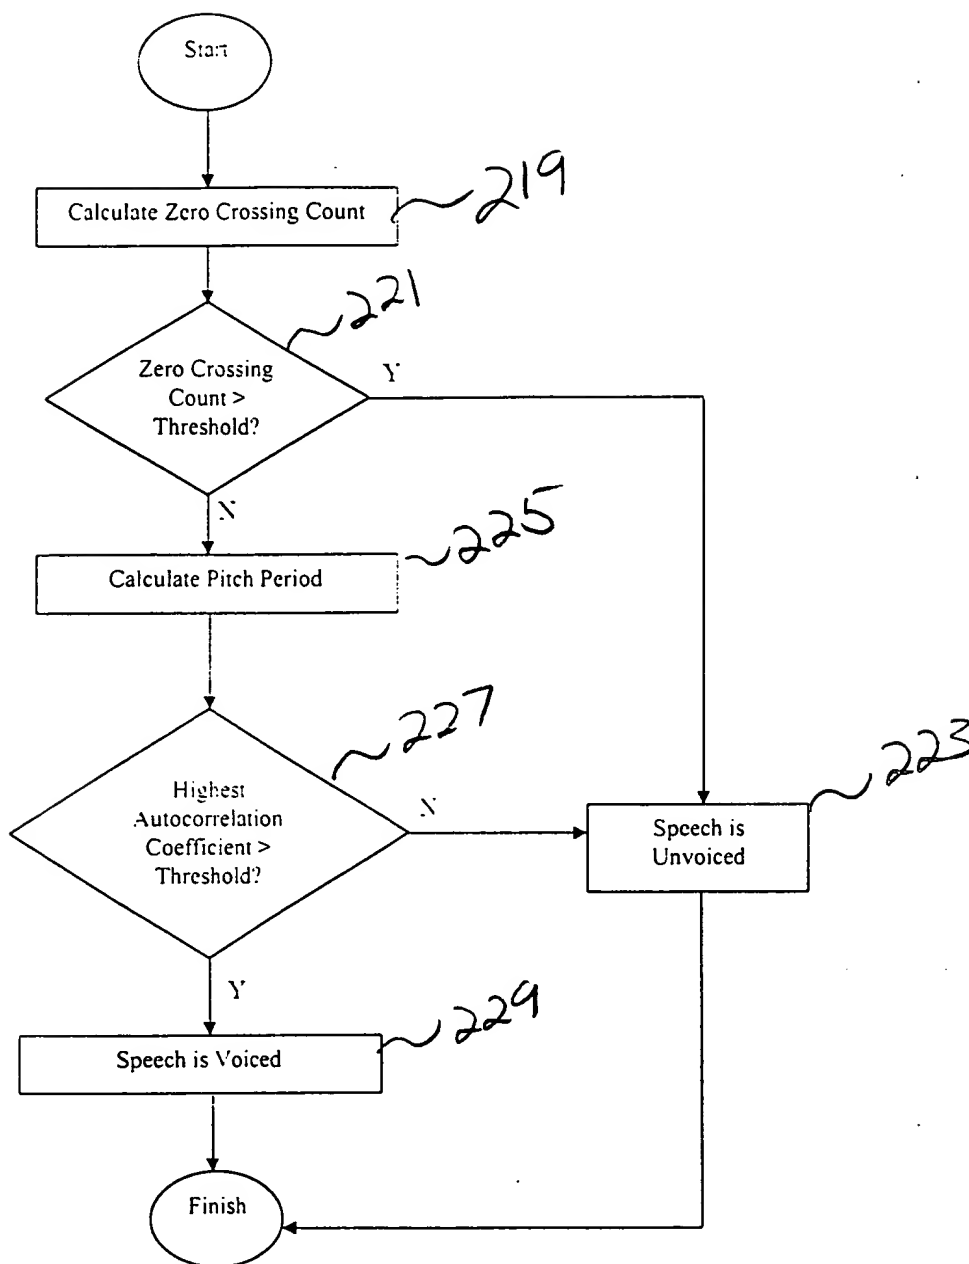 Start
Calculate Zero Crossing Count
219
221
Zero Crossing
Count >
Threshold?
Y
N
225
Calculate Pitch Period
227
Highest
Autocorrelation
Coefficient >
Threshold?
N
223
Speech is
Unvoiced
Y
229
Speech is Voiced
Finish